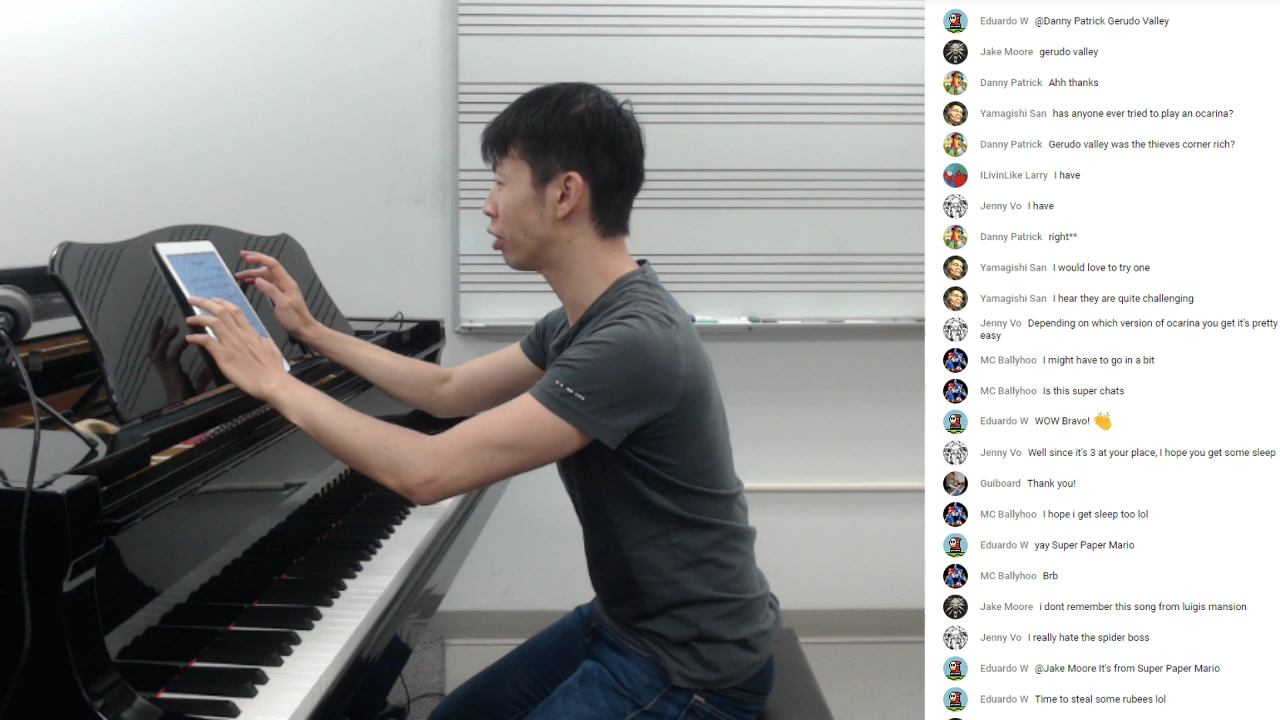 Eduardo W @Danny Patrick Gerudo Valley
Jake Moore gerudo valley
Danny Patrick Ahh thanks
Yamagishi San has anyone ever tried to play an ocarina?
Danny Patrick Gerudo valley was the thieves corner rich?
ILivinLike Larry I have
Jenny Vo I have
Danny Patrick right**
Yamagishi San I would love to try one
Yamagishi San I hear they are quite challenging
Jenny Vo Depending on which version of ocarina you get it's pretty
easy
MC Ballyhoo I might have to go in a bit
MC Ballyhoo Is this super chats
Eduardo W WOW Bravo! 👏
Jenny Vo Well since it's 3 at your place, I hope you get some sleep
Guiboard Thank you!
MC Ballyhoo I hope i get sleep too lol
Eduardo W yay Super Paper Mario
MC Ballyhoo Brb
Jake Moore i dont remember this song from luigis mansion
Jenny Vo I really hate the spider boss
Eduardo W @Jake Moore It's from Super Paper Mario
Eduardo W Time to steal some rubees lol